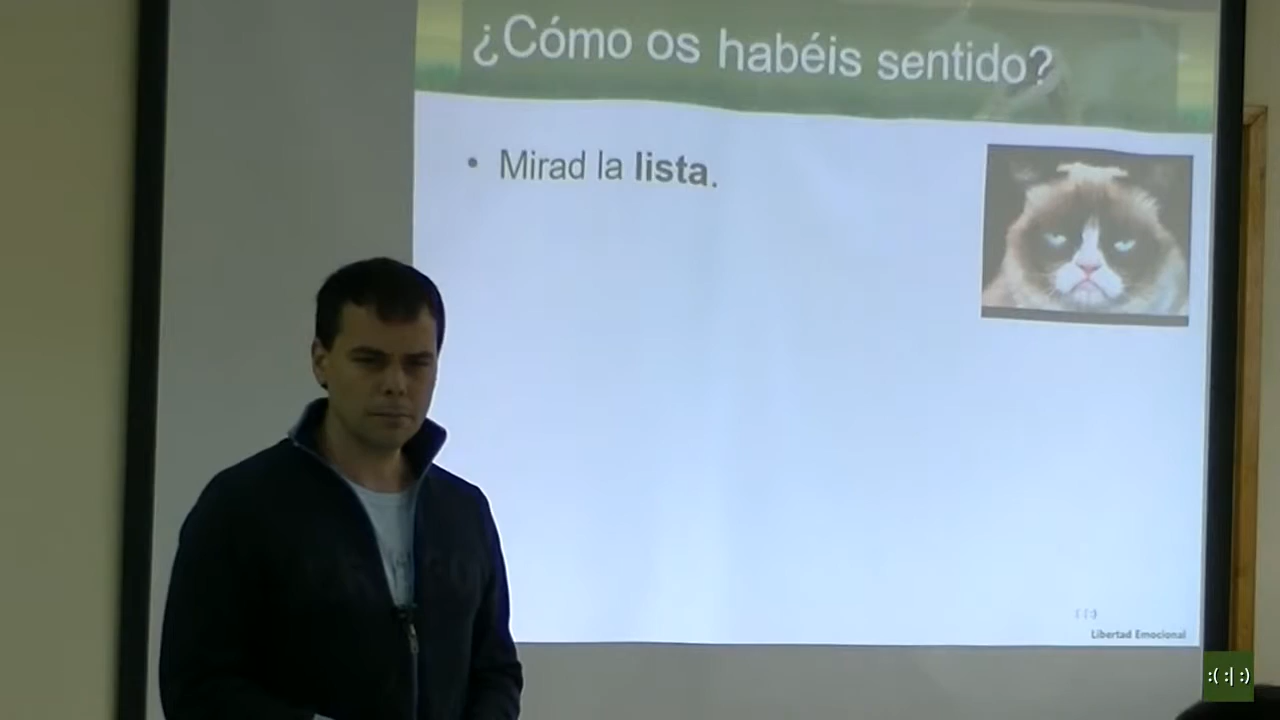 ¿Cómo os habéis sentido?
• Mirad la lista.
Libertad Emocional
:( :| :)